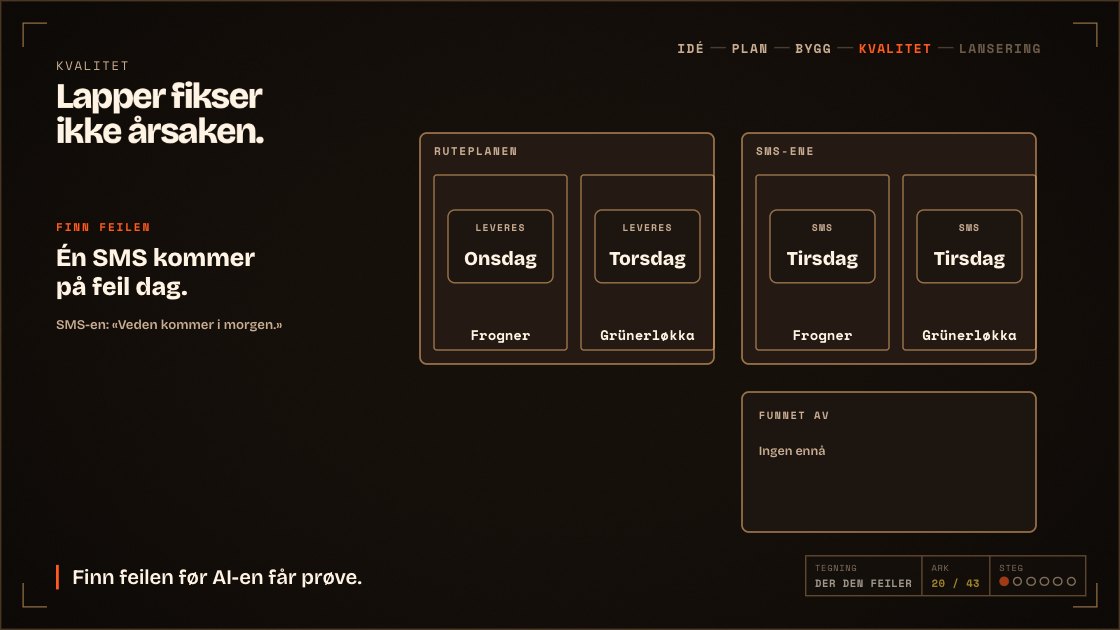 IDÉ — PLAN — BYGG — KVALITET — LANSERING
KVALITET
Lapper fikser
ikke årsaken.
FINN FEILEN
Én SMS kommer
på feil dag.
SMS-en: «Veden kommer i morgen.»
RUTEPLANEN
LEVERES
Onsdag
Frogner
LEVERES
Torsdag
Grünerløkka
SMS-ENE
SMS
Tirsdag
Frogner
SMS
Tirsdag
Grünerløkka
FUNNET AV
Ingen ennå
Finn feilen før AI-en får prøve.
TEGNING
DER DEN FEILER
ARK
20 / 43
STEG